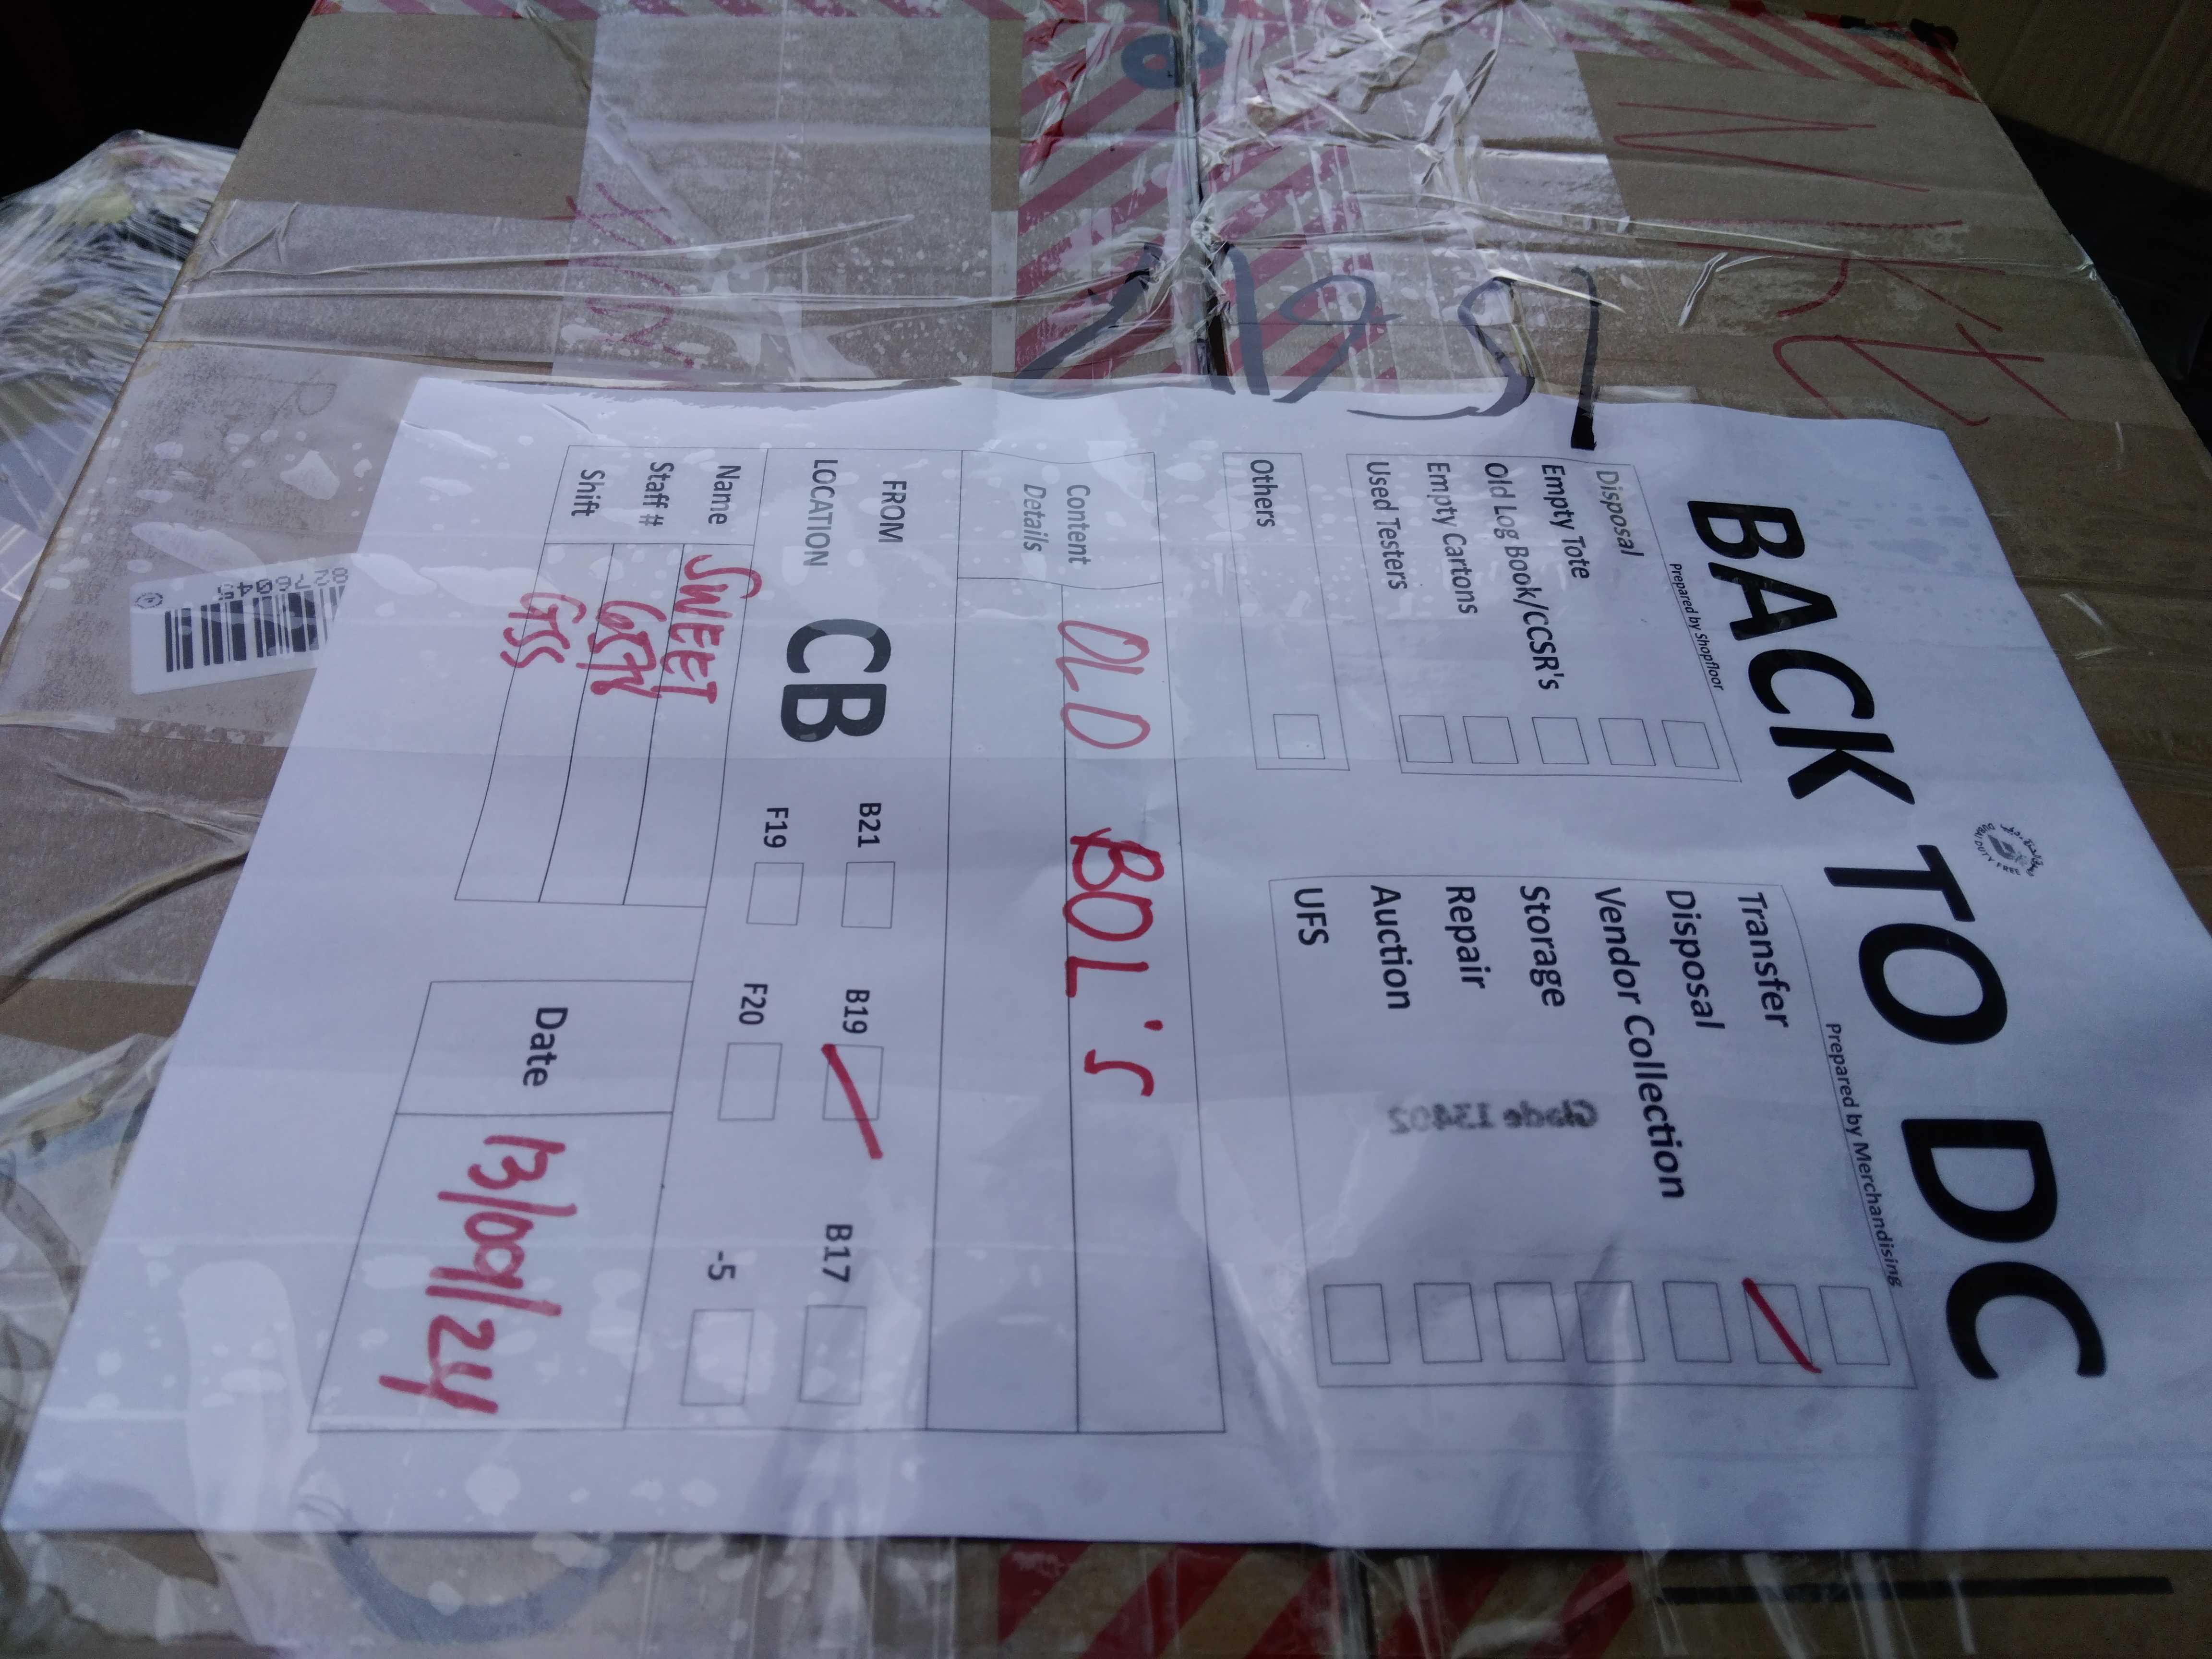 BACK TO DC
Prepared by Shopfloor
Disposal
Empty Tote
Old Log Book/CCSR's
Empty Cartons
Used Testers
Others
Prepared by Merchandising
Transfer
Disposal
Vendor Collection
Storage
Repair
Auction
UFS
Content
Details
OLD BOL'S
FROM
LOCATION
CB
B21
B19
B17
F19
F20
-5
Name
SWEET
Staff #
Shift
GSS
Date
13/09/24